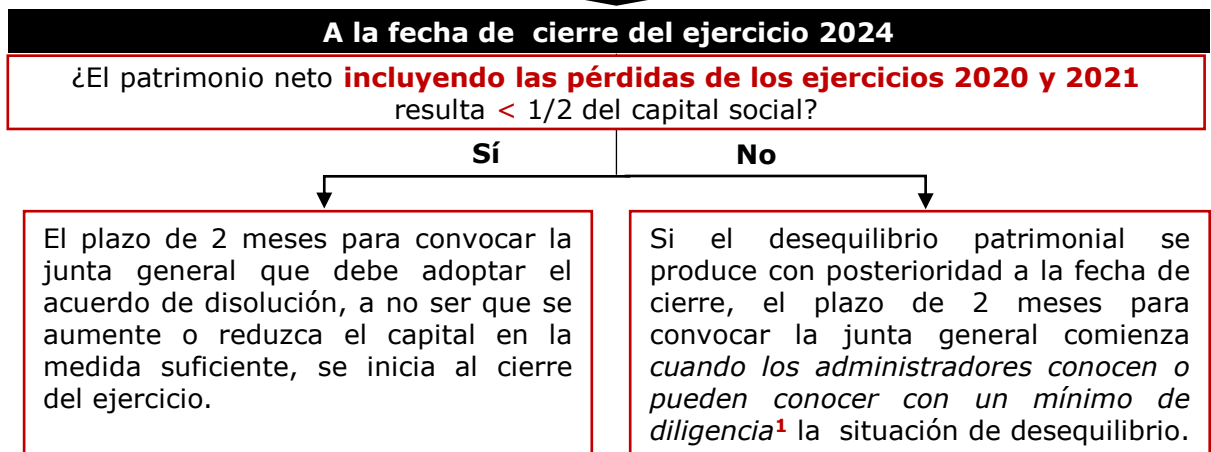 A la fecha de cierre del ejercicio 2024
¿El patrimonio neto incluyendo las pérdidas de los ejercicios 2020 y 2021
resulta < 1/2 del capital social?
Sí
No
El plazo de 2 meses para convocar la
junta general que debe adoptar el
acuerdo de disolución, a no ser que se
aumente o reduzca el capital en la
medida suficiente, se inicia al cierre
del ejercicio.
Si el desequilibrio patrimonial se
produce con posterioridad a la fecha de
cierre, el plazo de 2 meses para
convocar la junta general comienza
cuando los administradores conocen o
pueden conocer con un mínimo de
diligencia1 la situación de desequilibrio.